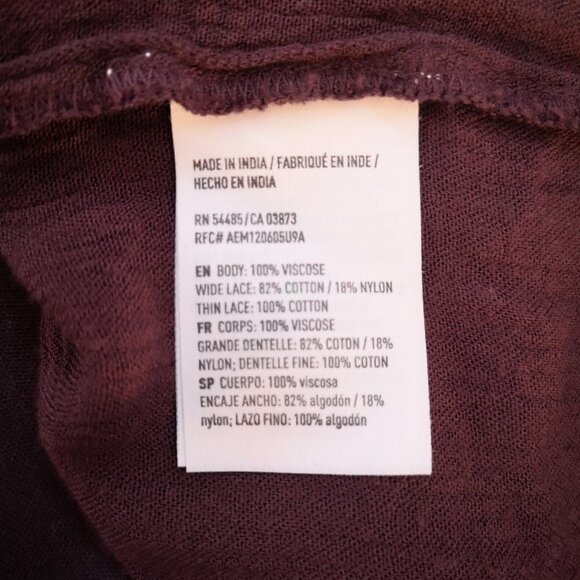 MADE IN INDIA / FABRIQUÉ EN INDE /
HECHO EN INDIA
RN 54485 / CA 03873
RFC# AEM120605U9A
EN BODY: 100% VISCOSE
WIDE LACE: 82% COTTON / 18% NYLON
THIN LACE: 100% COTTON
FR CORPS: 100% VISCOSE
GRANDE DENTELLE: 82% COTON / 18%
NYLON; DENTELLE FINE: 100% COTON
SP CUERPO: 100% viscosa
ENCAJE ANCHO: 82% algodón / 18%
nylon; LAZO FINO: 100% algodón